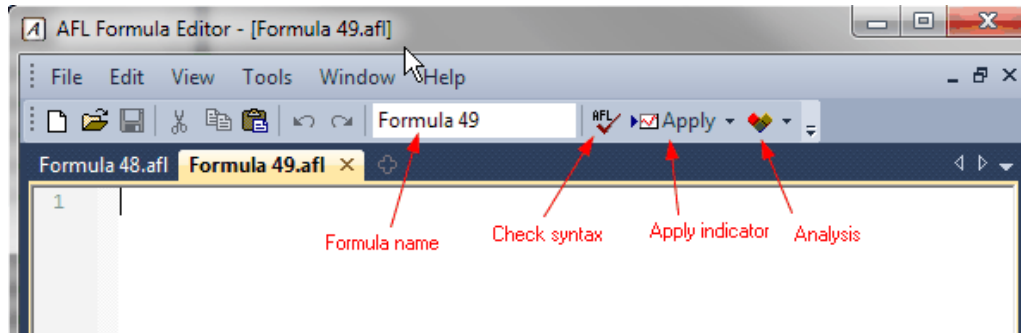 AFL Formula Editor - [Formula 49.afl]
File Edit View Tools Window Help
Formula 49 AFL Apply
Formula 48.afl Formula 49.afl
1
Formula name Check syntax Apply indicator Analysis